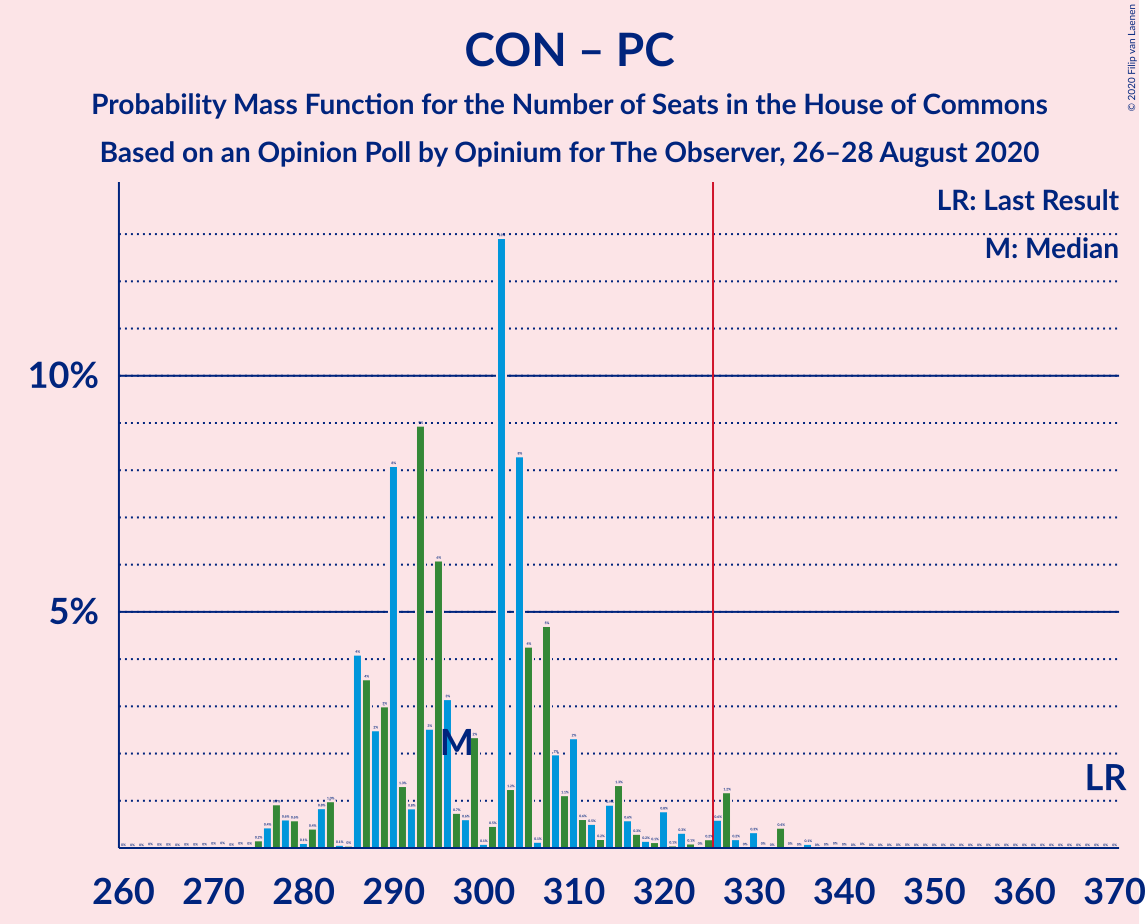 CON – PC
Probability Mass Function for the Number of Seats in the House of Commons
Based on an Opinion Poll by Opinium for The Observer, 26–28 August 2020
© 2020 Filip van Laenen
LR: Last Result
M: Median
10%
5%
M
LR
260 270 280 290 300 310 320 330 340 350 360 370